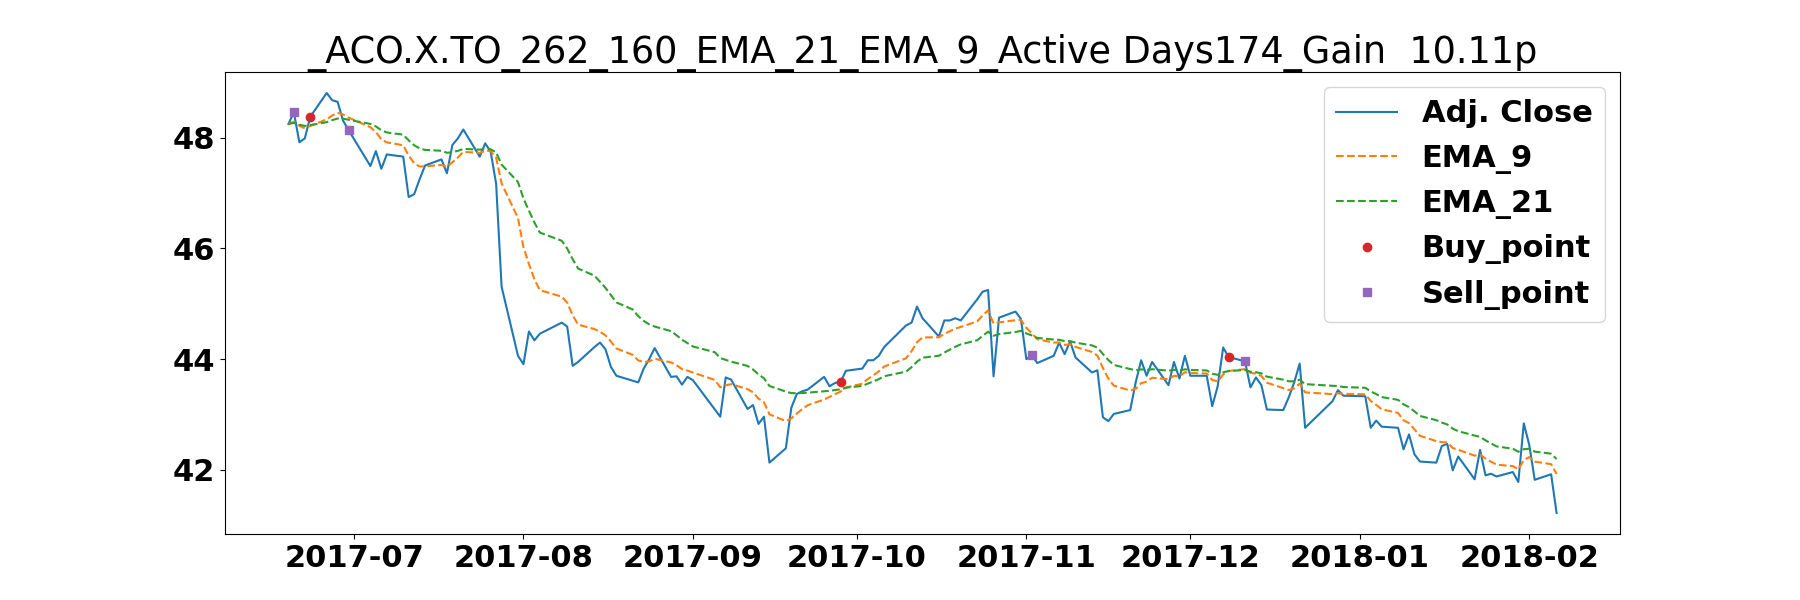 _ACO.X.TO_262_160_EMA_21_EMA_9_Active Days174_Gain  10.11p
Adj. Close
EMA_9
EMA_21
Buy_point
Sell_point
48
46
44
42
2017-07
2017-08
2017-09
2017-10
2017-11
2017-12
2018-01
2018-02